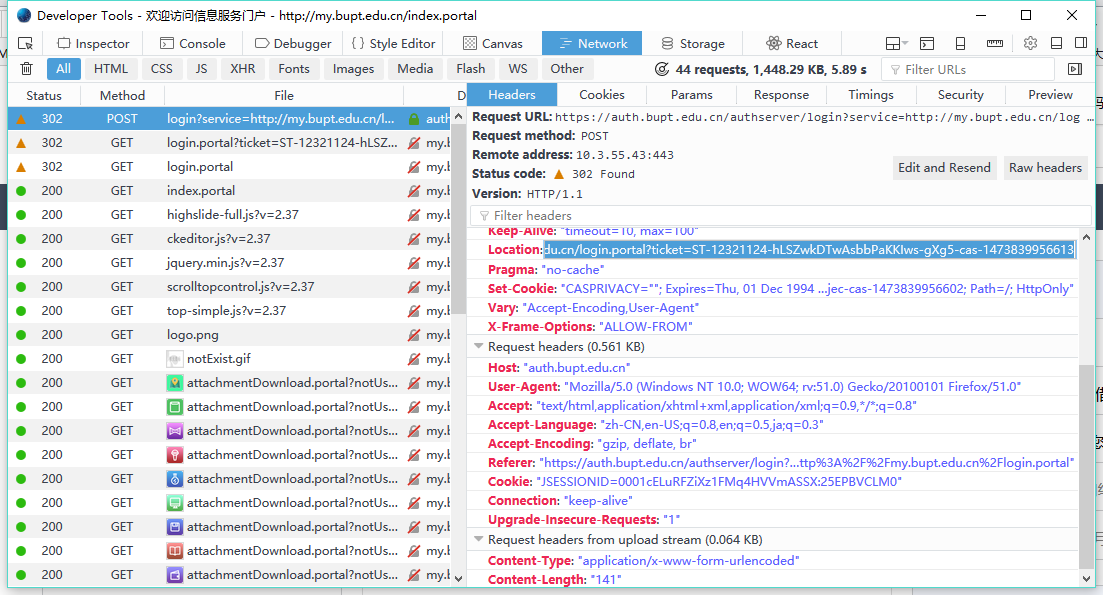 Developer Tools - 欢迎访问信息服务门户 - http://my.bupt.edu.cn/index.portal
Inspector Console Debugger { } Style Editor Canvas Network Storage React
All HTML CSS JS XHR Fonts Images Media Flash WS Other 44 requests, 1,448.29 KB, 5.89 s Filter URLs
Status Method File D
302 POST login?service=http://my.bupt.edu.cn/l... auth
302 GET login.portal?ticket=ST-12321124-hLSZ... my.b
302 GET login.portal my.b
200 GET index.portal my.b
200 GET highslide-full.js?v=2.37 my.b
200 GET ckeditor.js?v=2.37 my.b
200 GET jquery.min.js?v=2.37 my.b
200 GET scrolltopcontrol.js?v=2.37 my.b
200 GET top-simple.js?v=2.37 my.b
200 GET logo.png my.b
200 GET notExist.gif my.b
200 GET attachmentDownload.portal?notUs... my.b
200 GET attachmentDownload.portal?notUs... my.b
200 GET attachmentDownload.portal?notUs... my.b
200 GET attachmentDownload.portal?notUs... my.b
200 GET attachmentDownload.portal?notUs... my.b
200 GET attachmentDownload.portal?notUs... my.b
200 GET attachmentDownload.portal?notUs... my.b
200 GET attachmentDownload.portal?notUs... my.b
200 GET attachmentDownload.portal?notUs... my.b
Headers Cookies Params Response Timings Security Preview
Request URL: https://auth.bupt.edu.cn/authserver/login?service=http://my.bupt.edu.cn/log ...
Request method: POST
Remote address: 10.3.55.43:443
Status code: 302 Found
Edit and Resend Raw headers
Version: HTTP/1.1
Filter headers
Keep-Alive: "timeout=10, max=100"
Location: du.cn/login.portal?ticket=ST-12321124-hLSZwkDTwAsbbPaKKlws-gXg5-cas-1473839956613
Pragma: "no-cache"
Set-Cookie: "CASPRIVACY=""; Expires=Thu, 01 Dec 1994 ...jec-cas-1473839956602; Path=/; HttpOnly"
Vary: "Accept-Encoding,User-Agent"
X-Frame-Options: "ALLOW-FROM"
Request headers (0.561 KB)
Host: "auth.bupt.edu.cn"
User-Agent: "Mozilla/5.0 (Windows NT 10.0; WOW64; rv:51.0) Gecko/20100101 Firefox/51.0"
Accept: "text/html,application/xhtml+xml,application/xml;q=0.9,*/*;q=0.8"
Accept-Language: "zh-CN,en-US;q=0.8,en;q=0.5,ja;q=0.3"
Accept-Encoding: "gzip, deflate, br"
Referer: "https://auth.bupt.edu.cn/authserver/login?...ttp%3A%2F%2Fmy.bupt.edu.cn%2Flogin.portal"
Cookie: "JSESSIONID=0001cELuRFZiXz1FMq4HVVmASSX:25EPBVCLM0"
Connection: "keep-alive"
Upgrade-Insecure-Requests: "1"
Request headers from upload stream (0.064 KB)
Content-Type: "application/x-www-form-urlencoded"
Content-Length: "141"